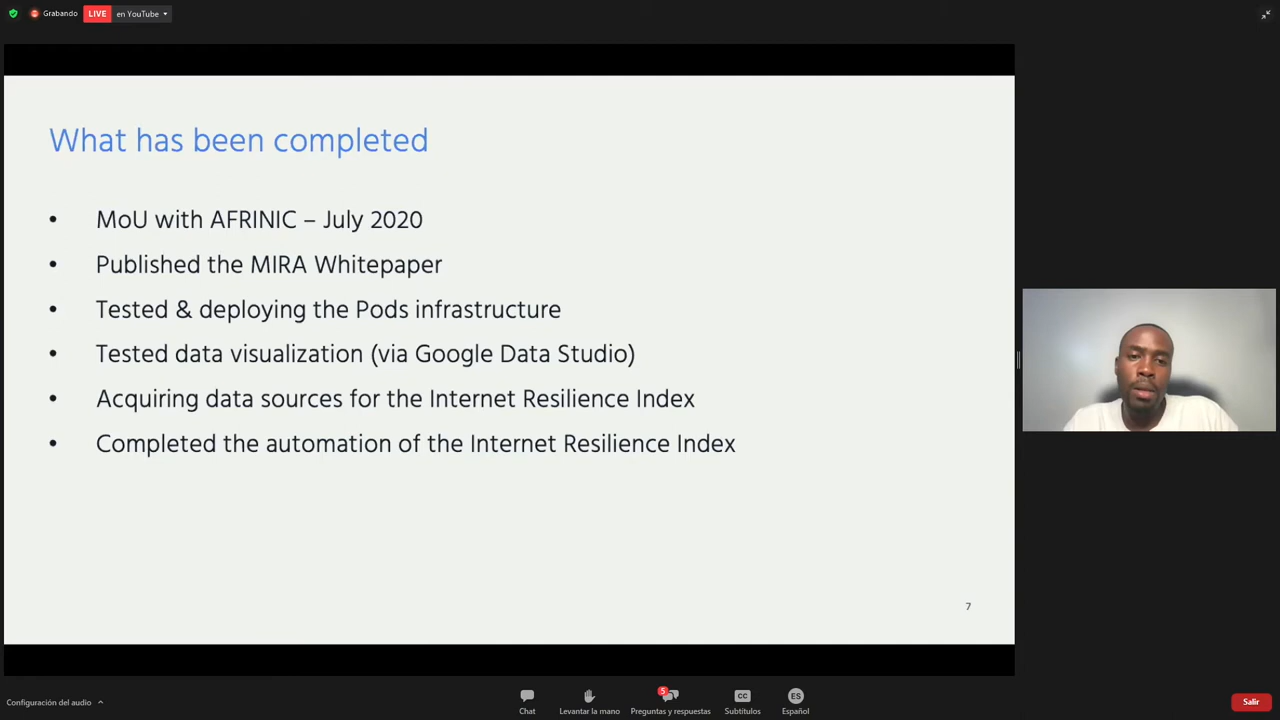 Grabando
LIVE
en YouTube
What has been completed
• MoU with AFRINIC – July 2020
• Published the MIRA Whitepaper
• Tested & deploying the Pods infrastructure
• Tested data visualization (via Google Data Studio)
• Acquiring data sources for the Internet Resilience Index
• Completed the automation of the Internet Resilience Index
7
Configuración del audio
5
CC
ES
Chat
Levantar la mano
Preguntas y respuestas
Subtítulos
Español
Salir